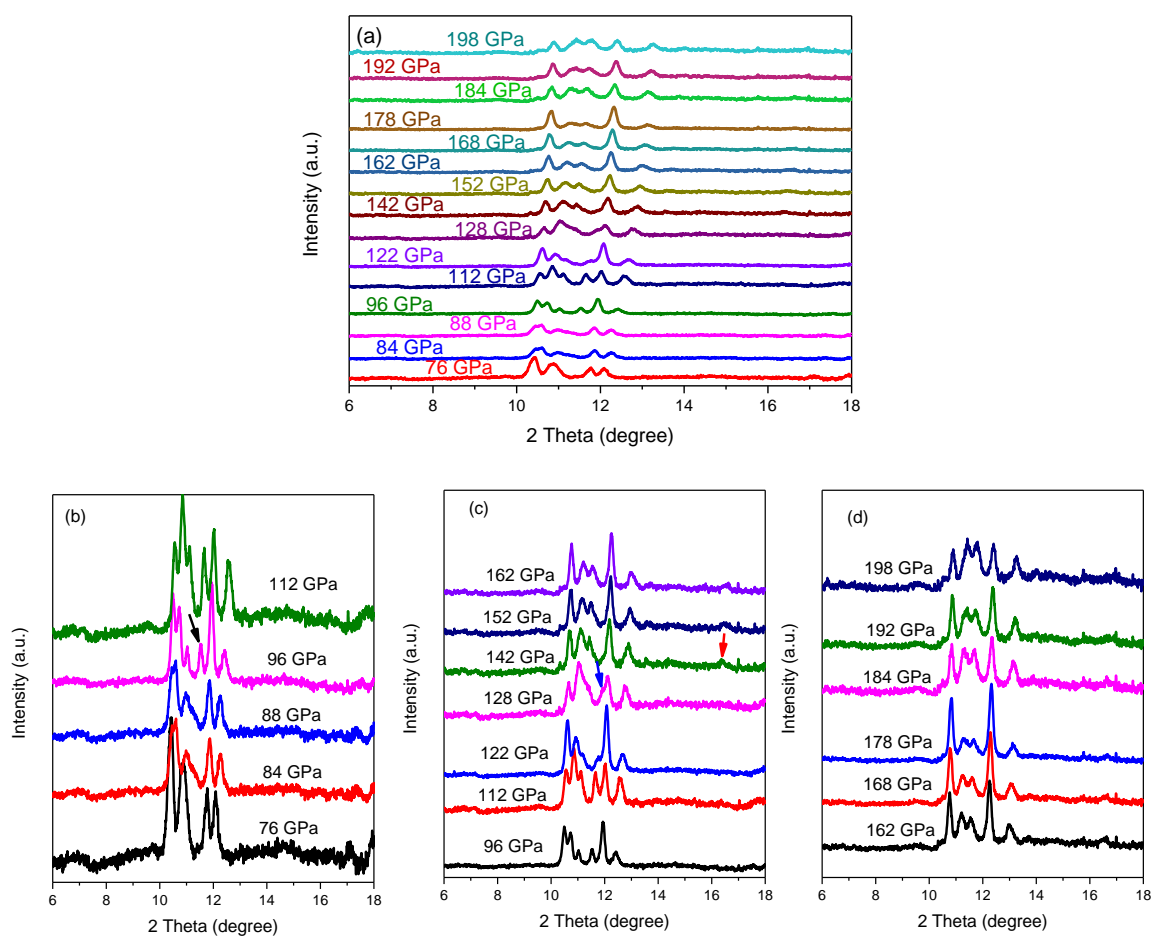 (a)
198 GPa
192 GPa
184 GPa
178 GPa
168 GPa
162 GPa
152 GPa
142 GPa
128 GPa
122 GPa
112 GPa
96 GPa
88 GPa
84 GPa
76 GPa
Intensity (a.u.)
6 8 10 12 14 16 18
2 Theta (degree)
(b)
112 GPa
96 GPa
88 GPa
84 GPa
76 GPa
Intensity (a.u.)
6 8 10 12 14 16 18
2 Theta (degree)
(c)
162 GPa
152 GPa
142 GPa
128 GPa
122 GPa
112 GPa
96 GPa
Intensity (a.u.)
6 8 10 12 14 16 18
2 Theta (degree)
(d)
198 GPa
192 GPa
184 GPa
178 GPa
168 GPa
162 GPa
Intensity (a.u.)
6 8 10 12 14 16 18
2 Theta (degree)